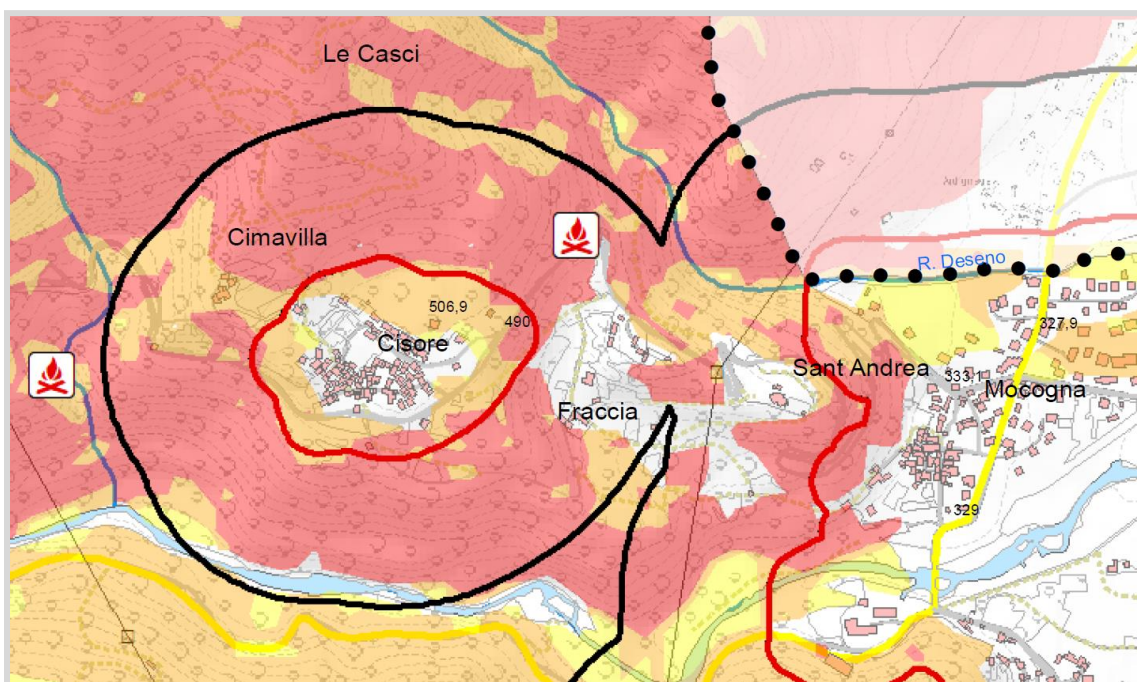 Le Casci
Cimavilla
R. Deseno
506,9
490
327,9
Cisore
Sant Andrea
333,1
Mocogna
Fraccia
329